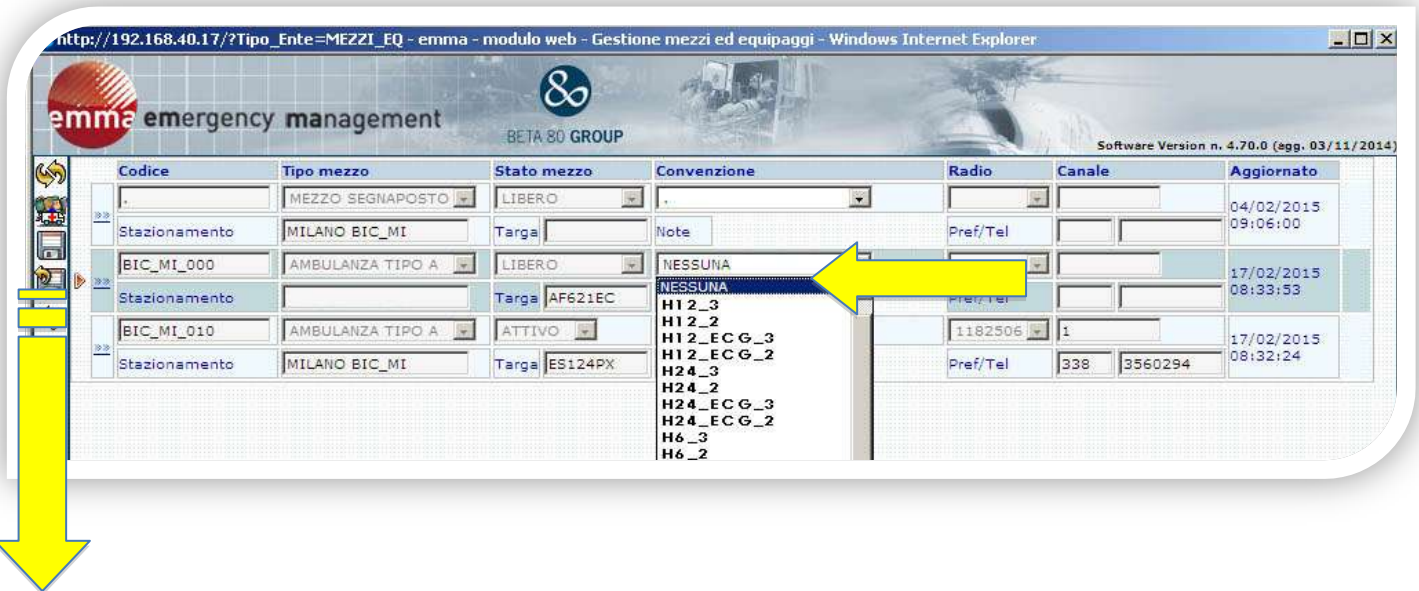 http://192.168.40.17/?Tipo_Ente=MEZZI_EQ - emma - modulo web - Gestione mezzi ed equipaggi - Windows Internet Explorer
emma emergency management
80
BETA 80 GROUP
Software Version n. 4.70.0 (agg. 03/11/2014)
Codice Tipo mezzo Stato mezzo Convenzione Radio Canale Aggiornato
. MEZZO SEGNAPOSTO LIBERO . 04/02/2015
»» Stazionamento MILANO BIC_MI Targa Note Pref/Tel 09:06:00
BIC_MI_000 AMBULANZA TIPO A LIBERO NESSUNA 17/02/2015
»» Stazionamento Targa AF621EC Pref/Tel 08:33:53
NESSUNA
H12_3
H12_2
H12_ECG_3
H12_ECG_2
H24_3
H24_2
H24_ECG_3
H24_ECG_2
H6_3
H6_2
BIC_MI_010 AMBULANZA TIPO A ATTIVO 1182506 1 17/02/2015
»» Stazionamento MILANO BIC_MI Targa ES124PX Pref/Tel 338 3560294 08:32:24